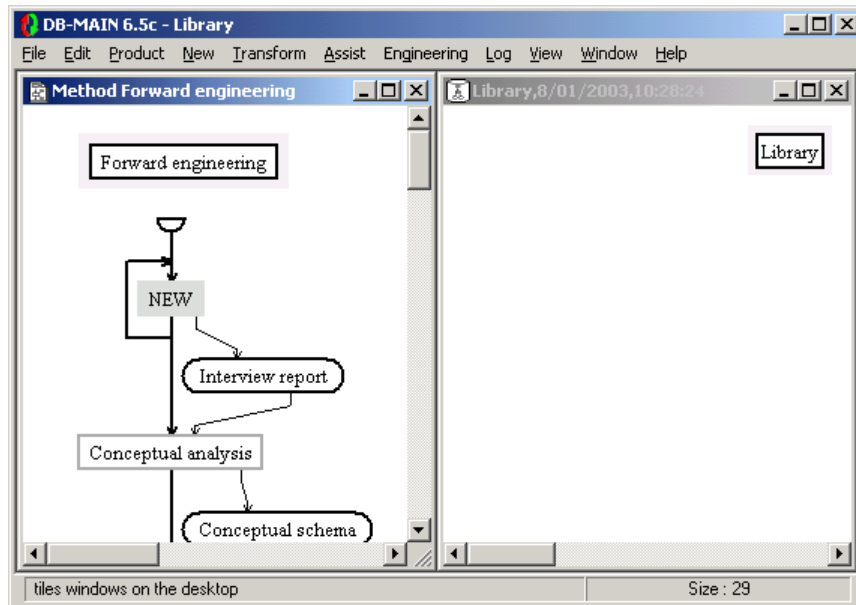 DB-MAIN 6.5c - Library
File Edit Product New Transform Assist Engineering Log View Window Help
Method Forward engineering
Forward engineering
NEW
Interview report
Conceptual analysis
Conceptual schema
Library,8/01/2003,10:28:24
Library
tiles windows on the desktop
Size : 29